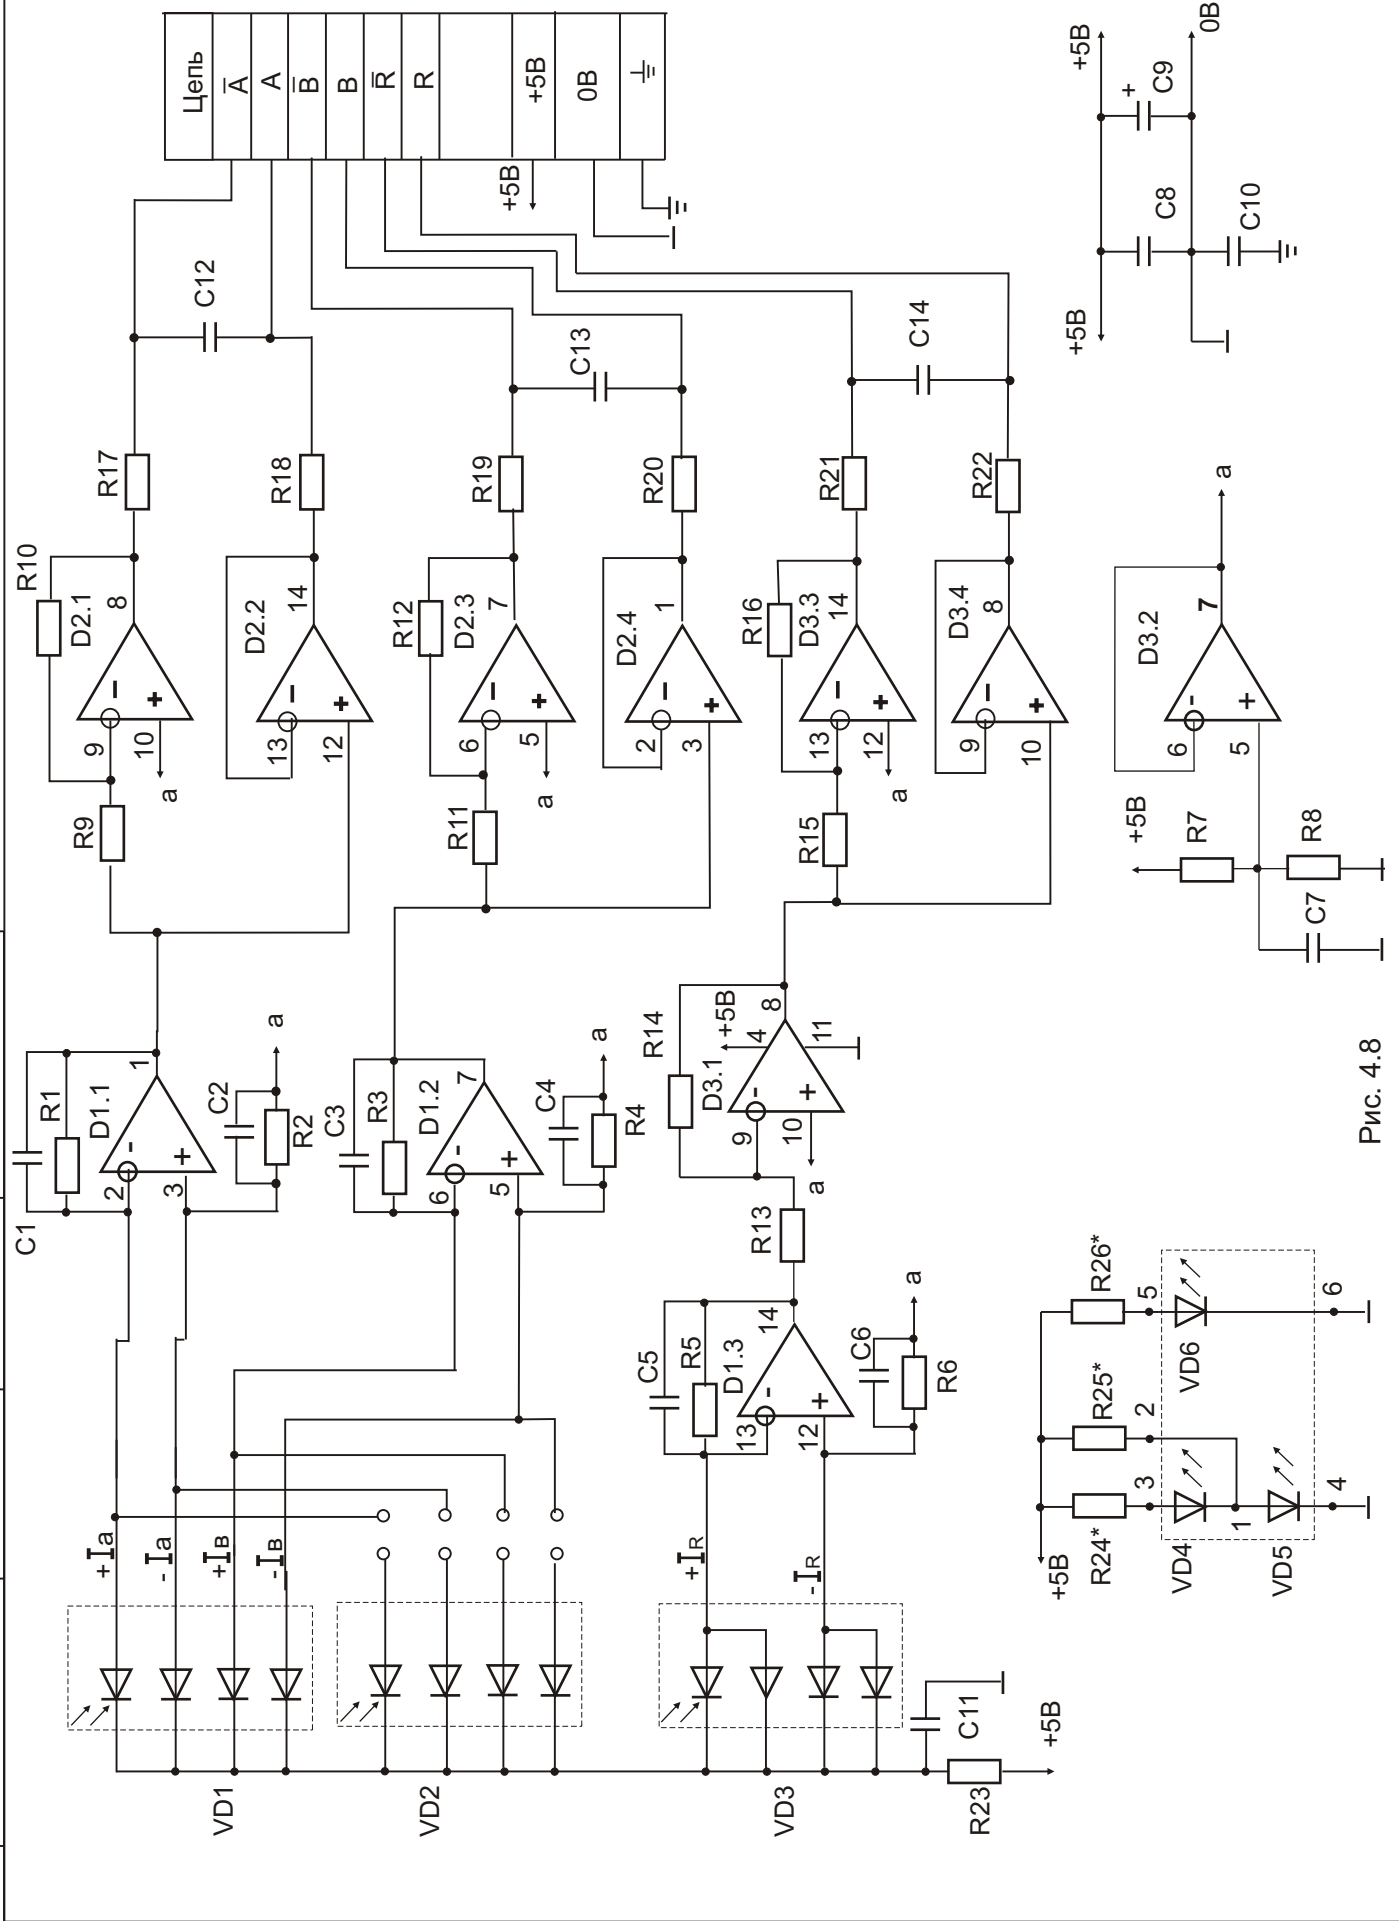 Цепь
A̅
A
B̅
B
R̅
R
+5В
0В
+5В
C12
C13
C14
R17
R18
R19
R20
R21
R22
R10
D2.1
8
9
10
a
R9
D2.2
14
13
12
R12
D2.3
7
6
5
a
R11
D2.4
1
2
3
R16
D3.3
14
13
12
a
R15
D3.4
8
9
10
+5В
+5В
0В
C8
+
C9
C10
D3.2
7
a
6
5
+5В
R7
R8
C7
C1
R1
D1.1
1
2
3
C2
R2
a
C3
R3
D1.2
7
6
5
C4
R4
a
R14
D3.1
+5В
4
8
11
9
10
a
R13
C5
R5
D1.3
14
13
12
C6
R6
a
+Ia
-Ia
+IB
-IB
+IR
-IR
VD1
VD2
VD3
C11
R23
+5В
+5В
R24*
R25*
R26*
3
2
5
1
4
6
VD4
VD5
VD6
Рис. 4.8